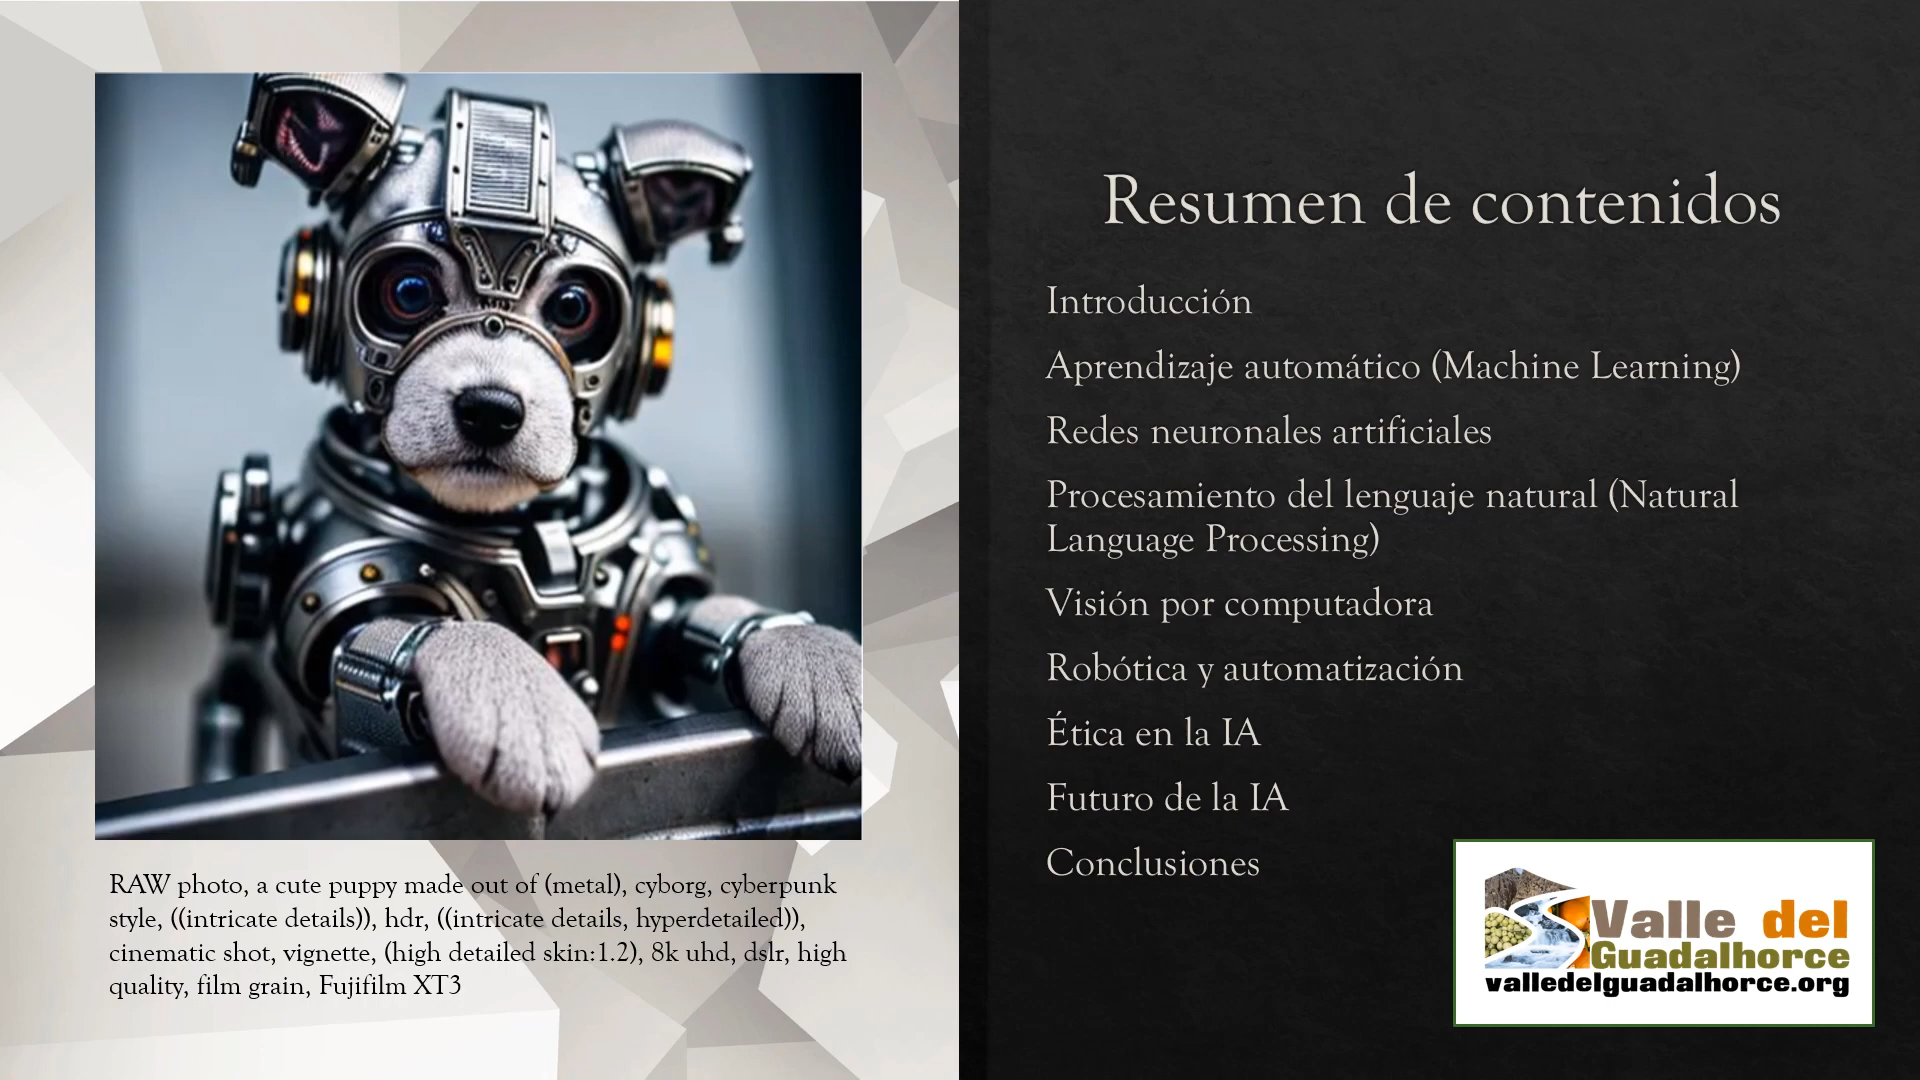 RAW photo, a cute puppy made out of (metal), cyborg, cyberpunk
style, ((intricate details)), hdr, ((intricate details, hyperdetailed)),
cinematic shot, vignette, (high detailed skin:1.2), 8k uhd, dslr, high
quality, film grain, Fujifilm XT3
Resumen de contenidos
Introducción
Aprendizaje automático (Machine Learning)
Redes neuronales artificiales
Procesamiento del lenguaje natural (Natural
Language Processing)
Visión por computadora
Robótica y automatización
Ética en la IA
Futuro de la IA
Conclusiones
Valle del
Guadalhorce
valledelguadalhorce.org